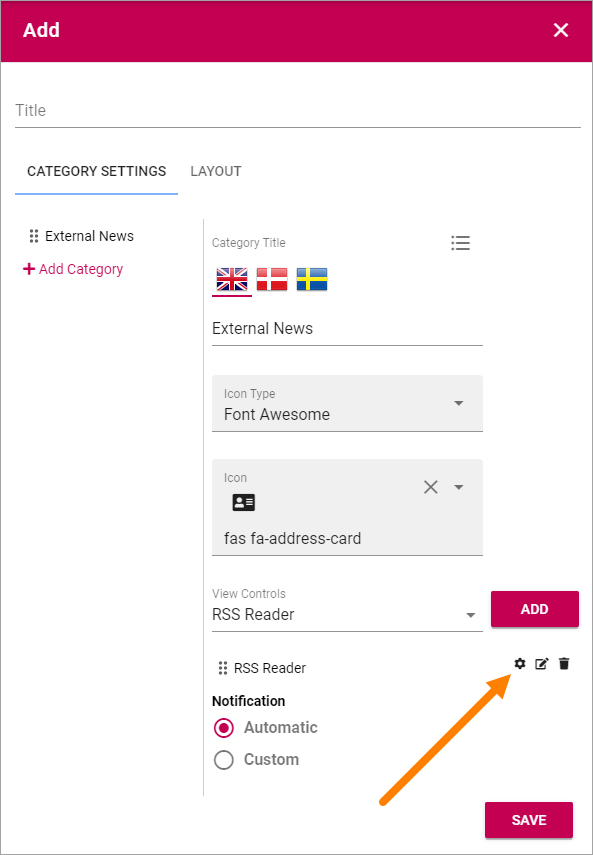 Add
Title
CATEGORY SETTINGS
LAYOUT
External News
Add Category
Category Title
External News
Icon Type
Font Awesome
Icon
fas fa-address-card
View Controls
RSS Reader
ADD
RSS Reader
Notification
Automatic
Custom
SAVE